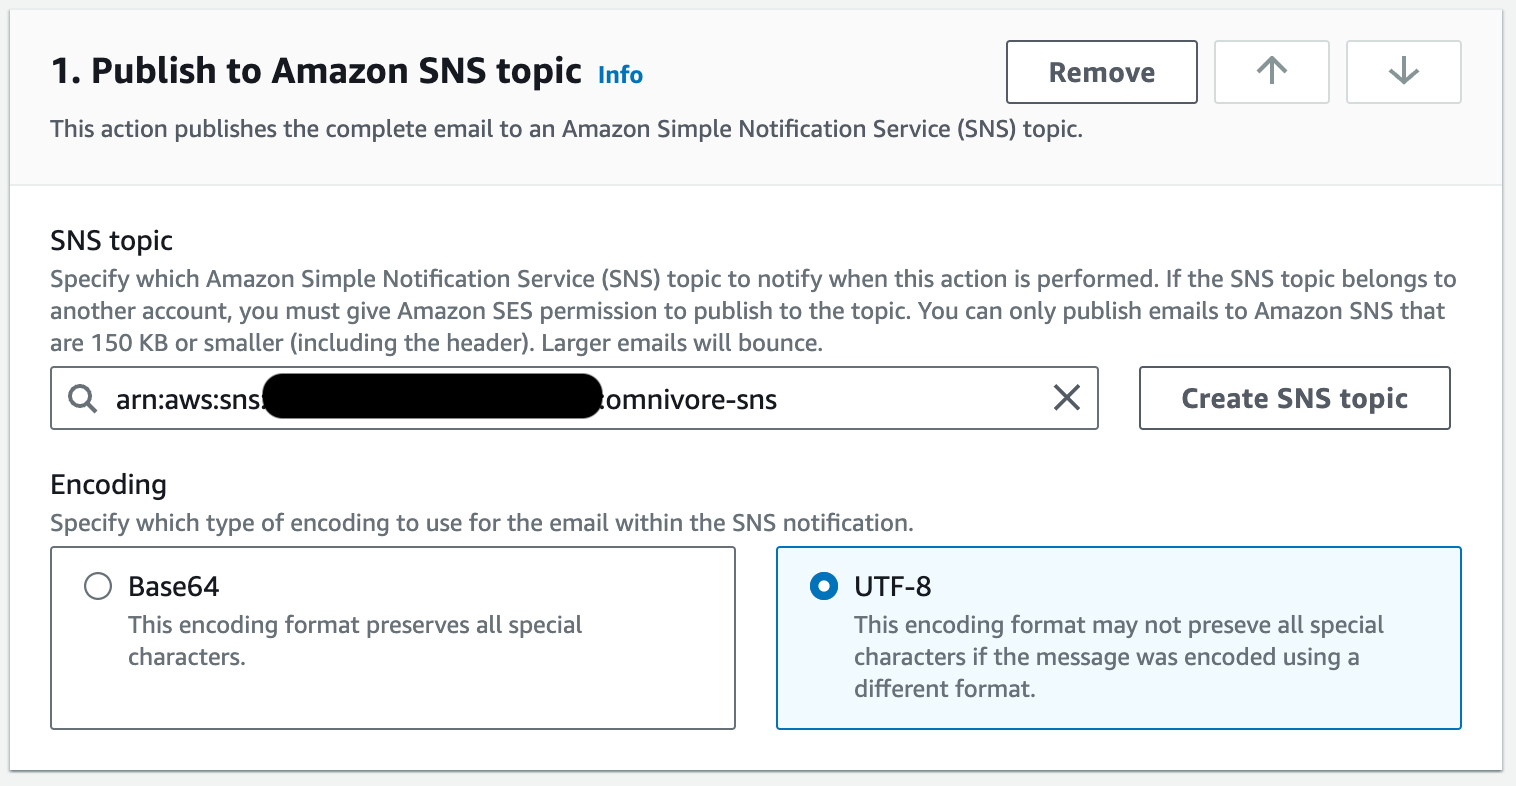 1. Publish to Amazon SNS topic Info
Remove
This action publishes the complete email to an Amazon Simple Notification Service (SNS) topic.
SNS topic
Specify which Amazon Simple Notification Service (SNS) topic to notify when this action is performed. If the SNS topic belongs to
another account, you must give Amazon SES permission to publish to the topic. You can only publish emails to Amazon SNS that
are 150 KB or smaller (including the header). Larger emails will bounce.
arn:aws:sns: :omnivore-sns
Create SNS topic
Encoding
Specify which type of encoding to use for the email within the SNS notification.
Base64
This encoding format preserves all special
characters.
UTF-8
This encoding format may not preseve all special
characters if the message was encoded using a
different format.